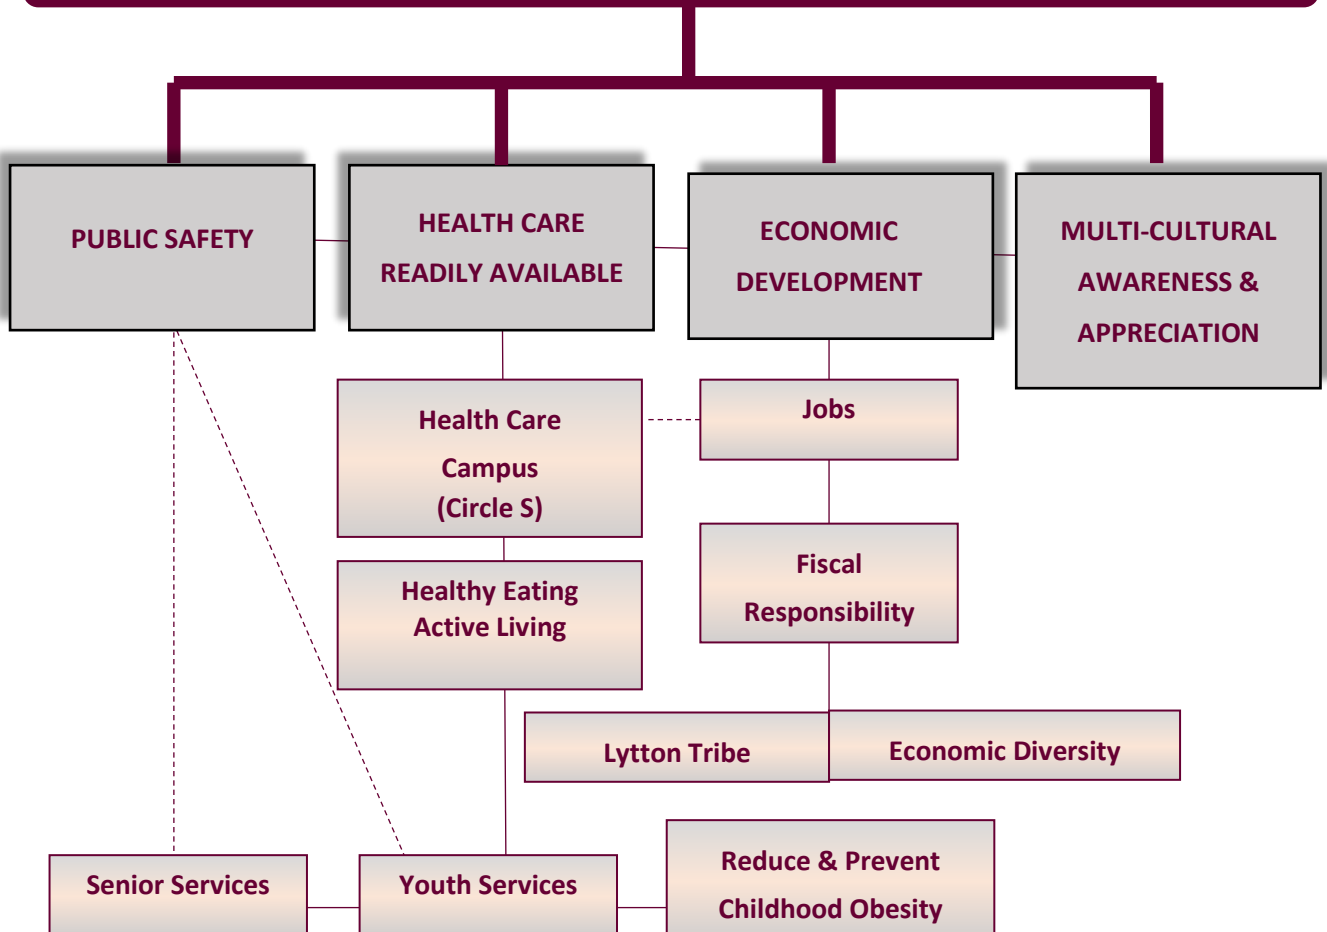 PUBLIC SAFETY
HEALTH CARE
READILY AVAILABLE
ECONOMIC
DEVELOPMENT
MULTI-CULTURAL
AWARENESS &
APPRECIATION
Health Care
Campus
(Circle S)
Jobs
Healthy Eating
Active Living
Fiscal
Responsibility
Lytton Tribe
Economic Diversity
Senior Services
Youth Services
Reduce & Prevent
Childhood Obesity